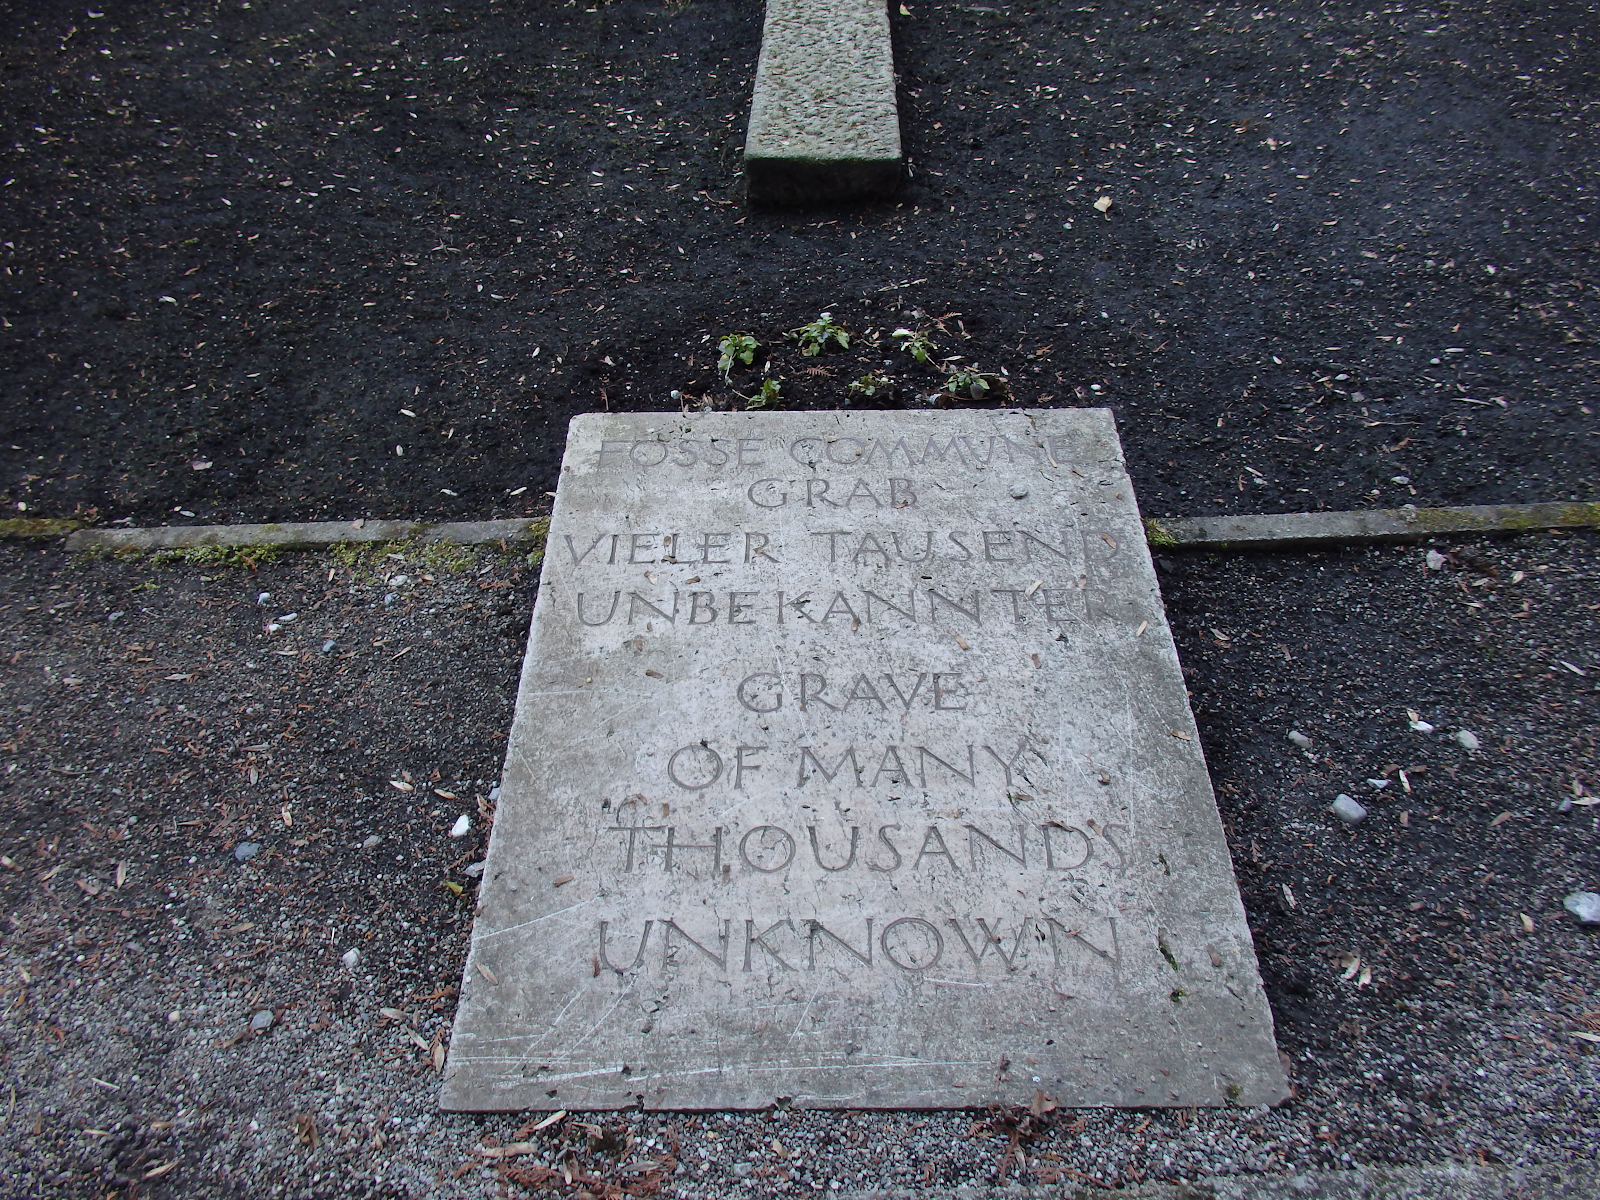 FOSSE COMMUNE
GRAB
VIELER TAUSEND
UNBEKANNTER
GRAVE
OF MANY
THOUSANDS
UNKNOWN